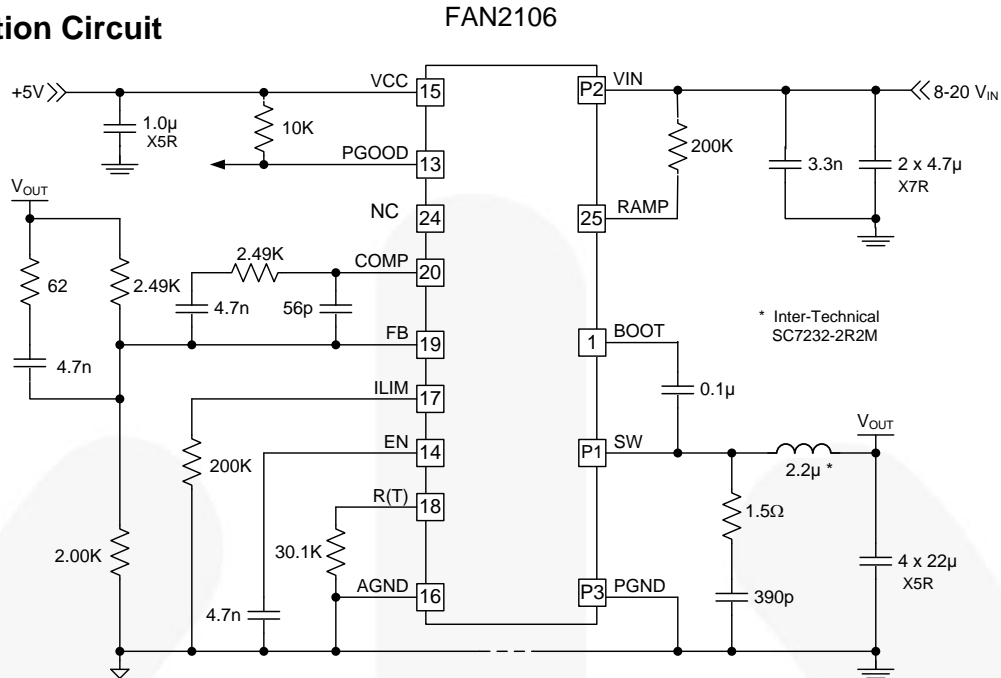 tion Circuit
FAN2106
+5V
1.0µ
X5R
10K
VCC
15
PGOOD
13
NC
24
COMP
20
FB
19
ILIM
17
EN
14
R(T)
18
AGND
16
VOUT
62
2.49K
4.7n
2.49K
4.7n
56p
200K
2.00K
30.1K
4.7n
P2
VIN
8-20 VIN
200K
3.3n
2 x 4.7µ
X7R
25
RAMP
* Inter-Technical
SC7232-2R2M
1
BOOT
0.1µ
P1
SW
VOUT
2.2µ *
1.5Ω
390p
4 x 22µ
X5R
P3
PGND